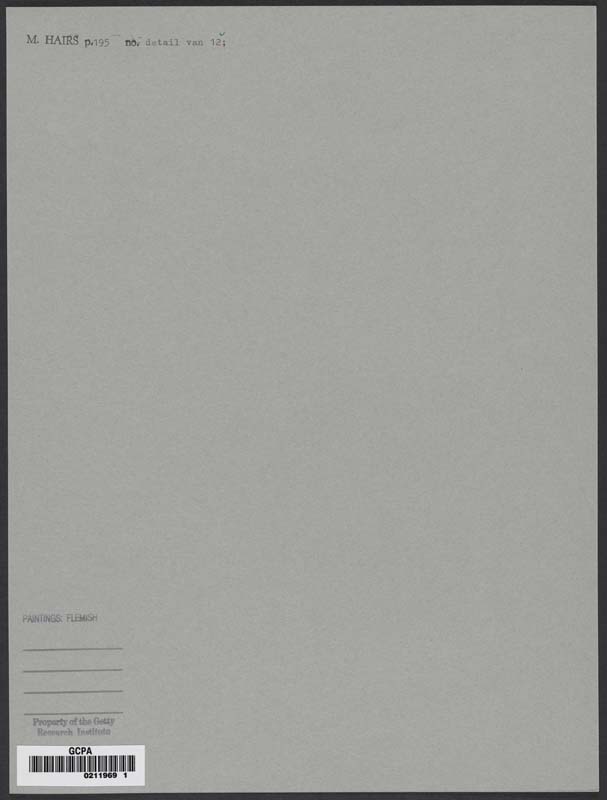 M. HAIRS p.195 no. detail van 12;
PAINTINGS: FLEMISH
Property of the Getty
Research Institute
GCPA
0211969 1